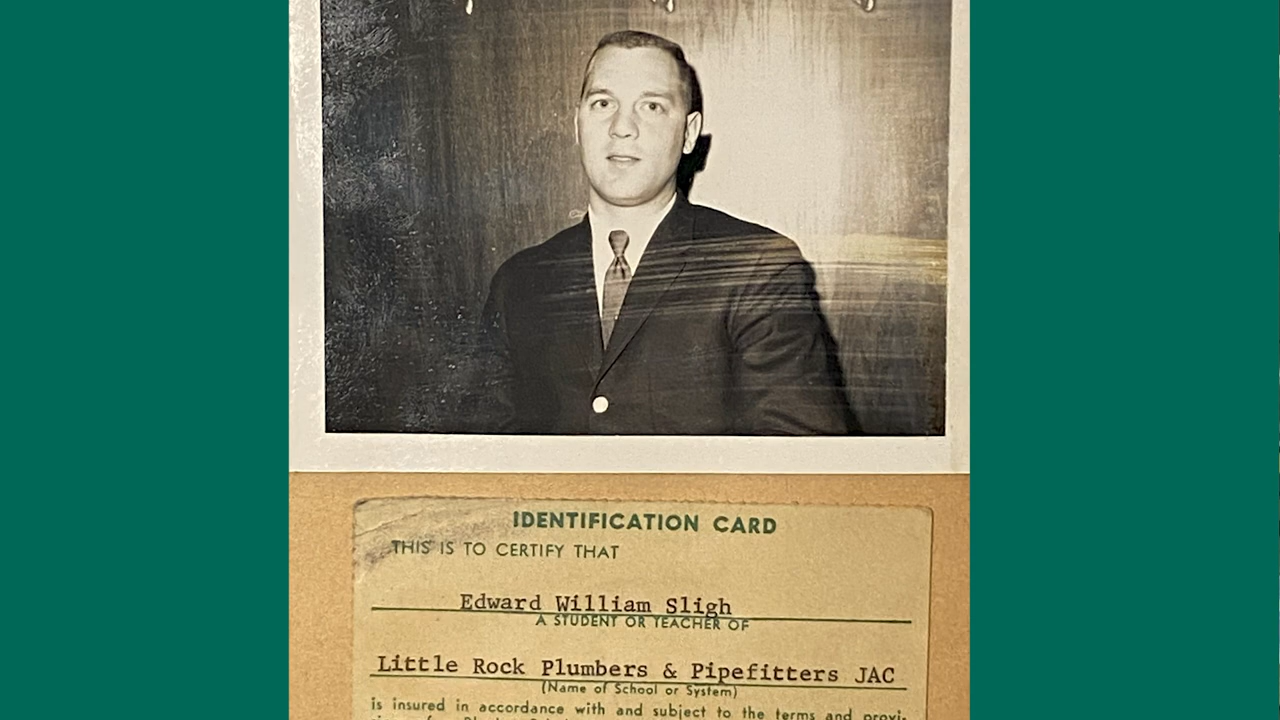 IDENTIFICATION CARD
THIS IS TO CERTIFY THAT
Edward William Sligh
A STUDENT OR TEACHER OF
Little Rock Plumbers & Pipefitters JAC
(Name of School or System)
is insured in accordance with and subject to the terms and provi-